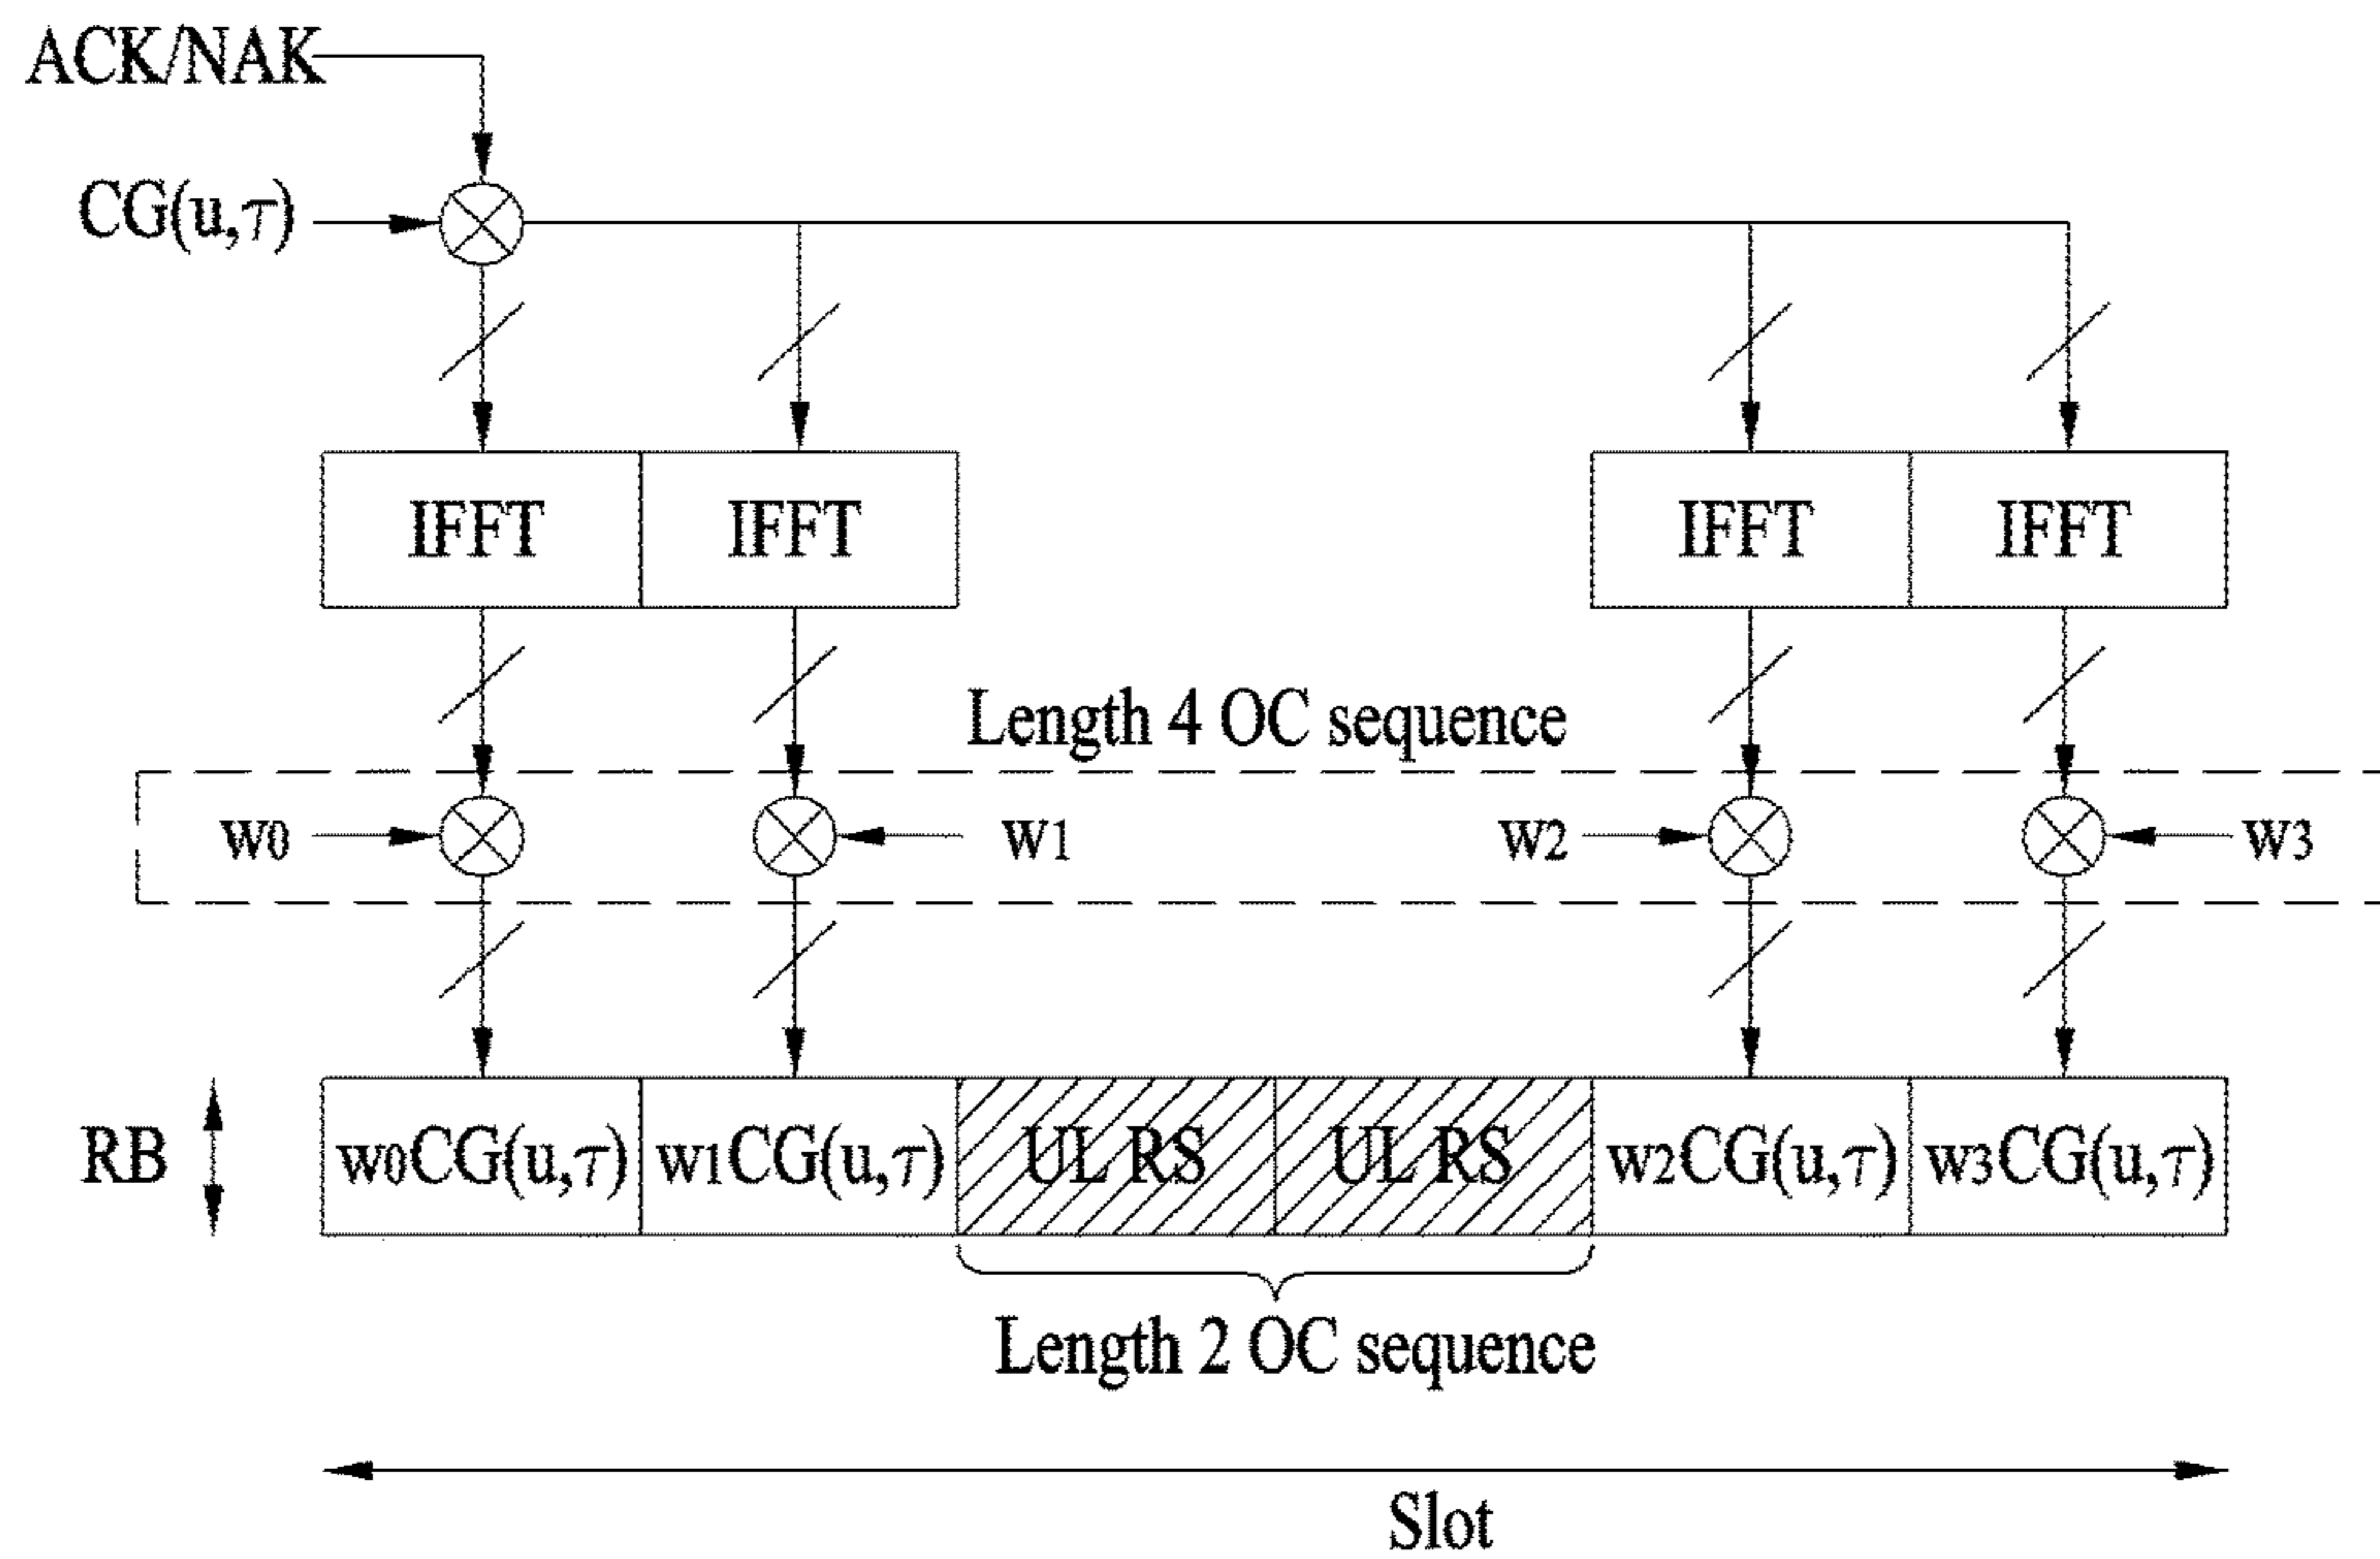 ACK/NAK
CG(u,τ)
IFFT IFFT IFFT IFFT
Length 4 OC sequence
w0 w1 w2 w3
RB w0CG(u,τ) w1CG(u,τ) UL RS UL RS w2CG(u,τ) w3CG(u,τ)
Length 2 OC sequence
Slot